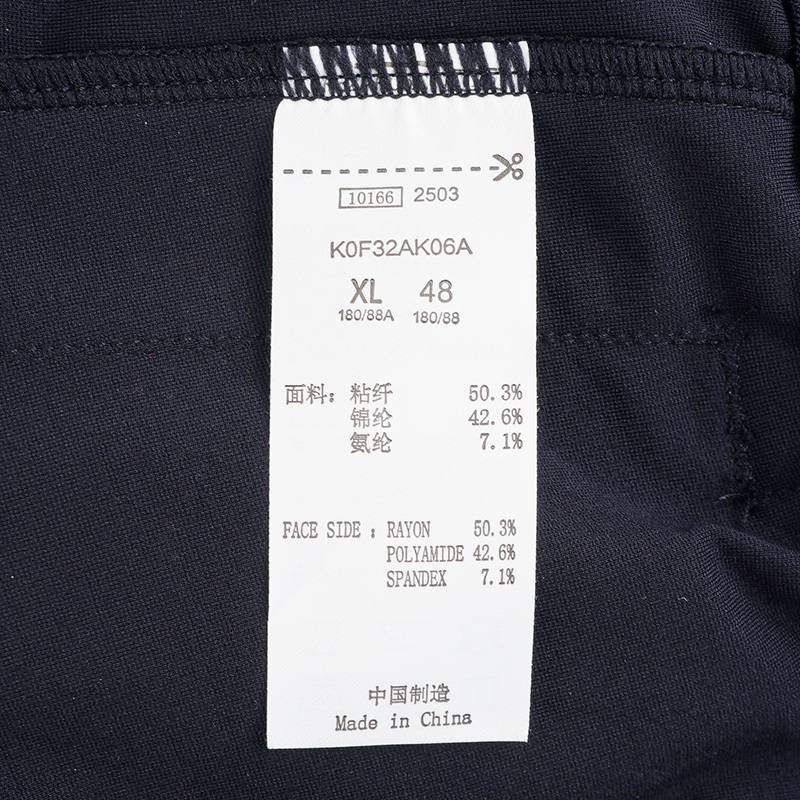 10166 2503
K0F32AK06A
XL 48
180/88A 180/88
面料：粘纤 50.3%
锦纶 42.6%
氨纶 7.1%
FACE SIDE : RAYON 50.3%
POLYAMIDE 42.6%
SPANDEX 7.1%
中国制造
Made in China